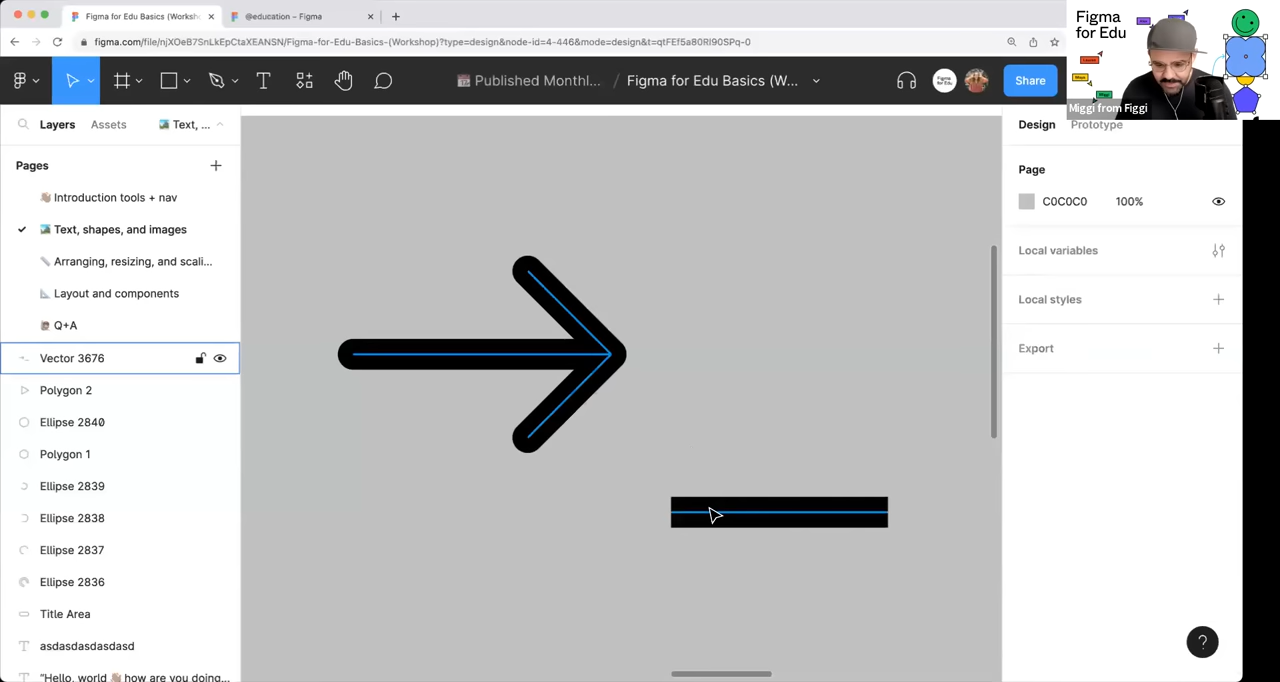 Figma for Edu Basics (Worksh
@education – Figma
figma.com/file/njXOeB7SnLkEpCtaXEANSN/Figma-for-Edu-Basics-(Workshop)?type=design&node-id=4-446&mode=design&t=qtFEf5a80RI90SPq-0
Figma
for Edu
Miggi from Figgi
Published Monthl...
/
Figma for Edu Basics (W...
Share
Layers
Assets
Text, ...
Design
Prototype
Pages
Introduction tools + nav
Text, shapes, and images
Arranging, resizing, and scali...
Layout and components
Q+A
Vector 3676
Polygon 2
Ellipse 2840
Polygon 1
Ellipse 2839
Ellipse 2838
Ellipse 2837
Ellipse 2836
Title Area
asdasdasdasdasd
"Hello, world 👋🏼 how are you doing...
Page
C0C0C0
100%
Local variables
Local styles
Export
?